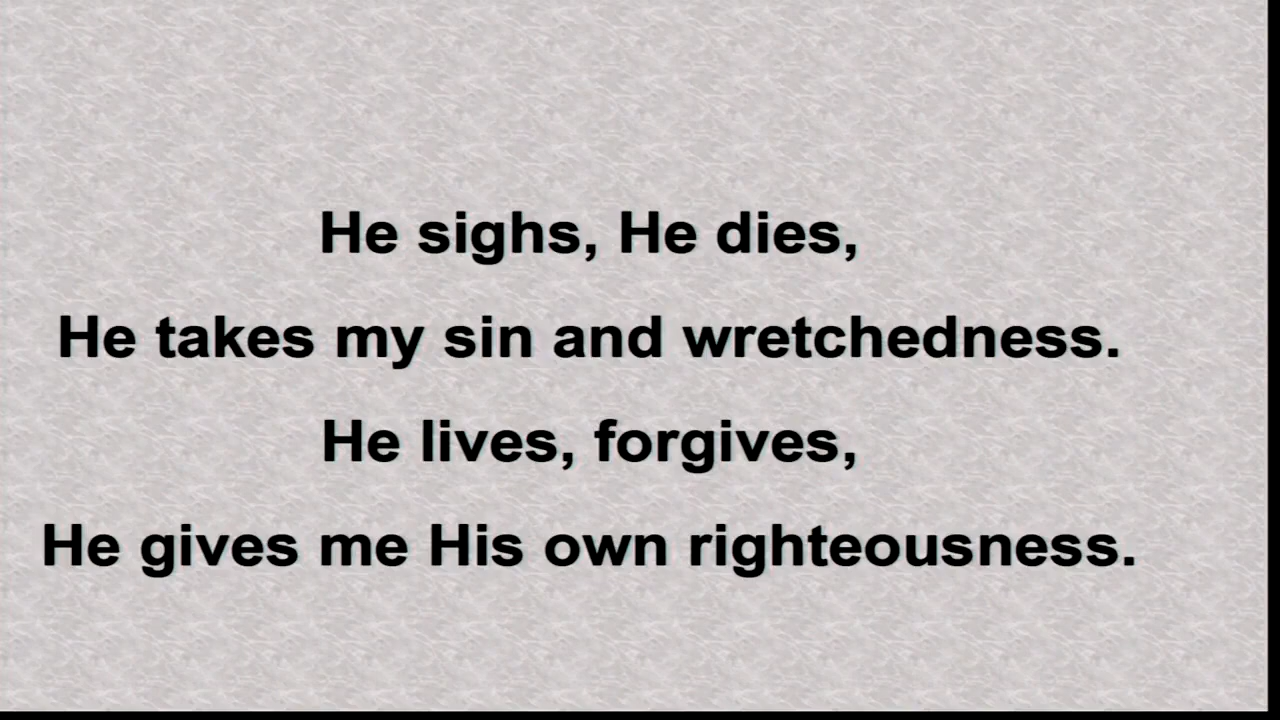 He sighs, He dies,
He takes my sin and wretchedness.
He lives, forgives,
He gives me His own righteousness.